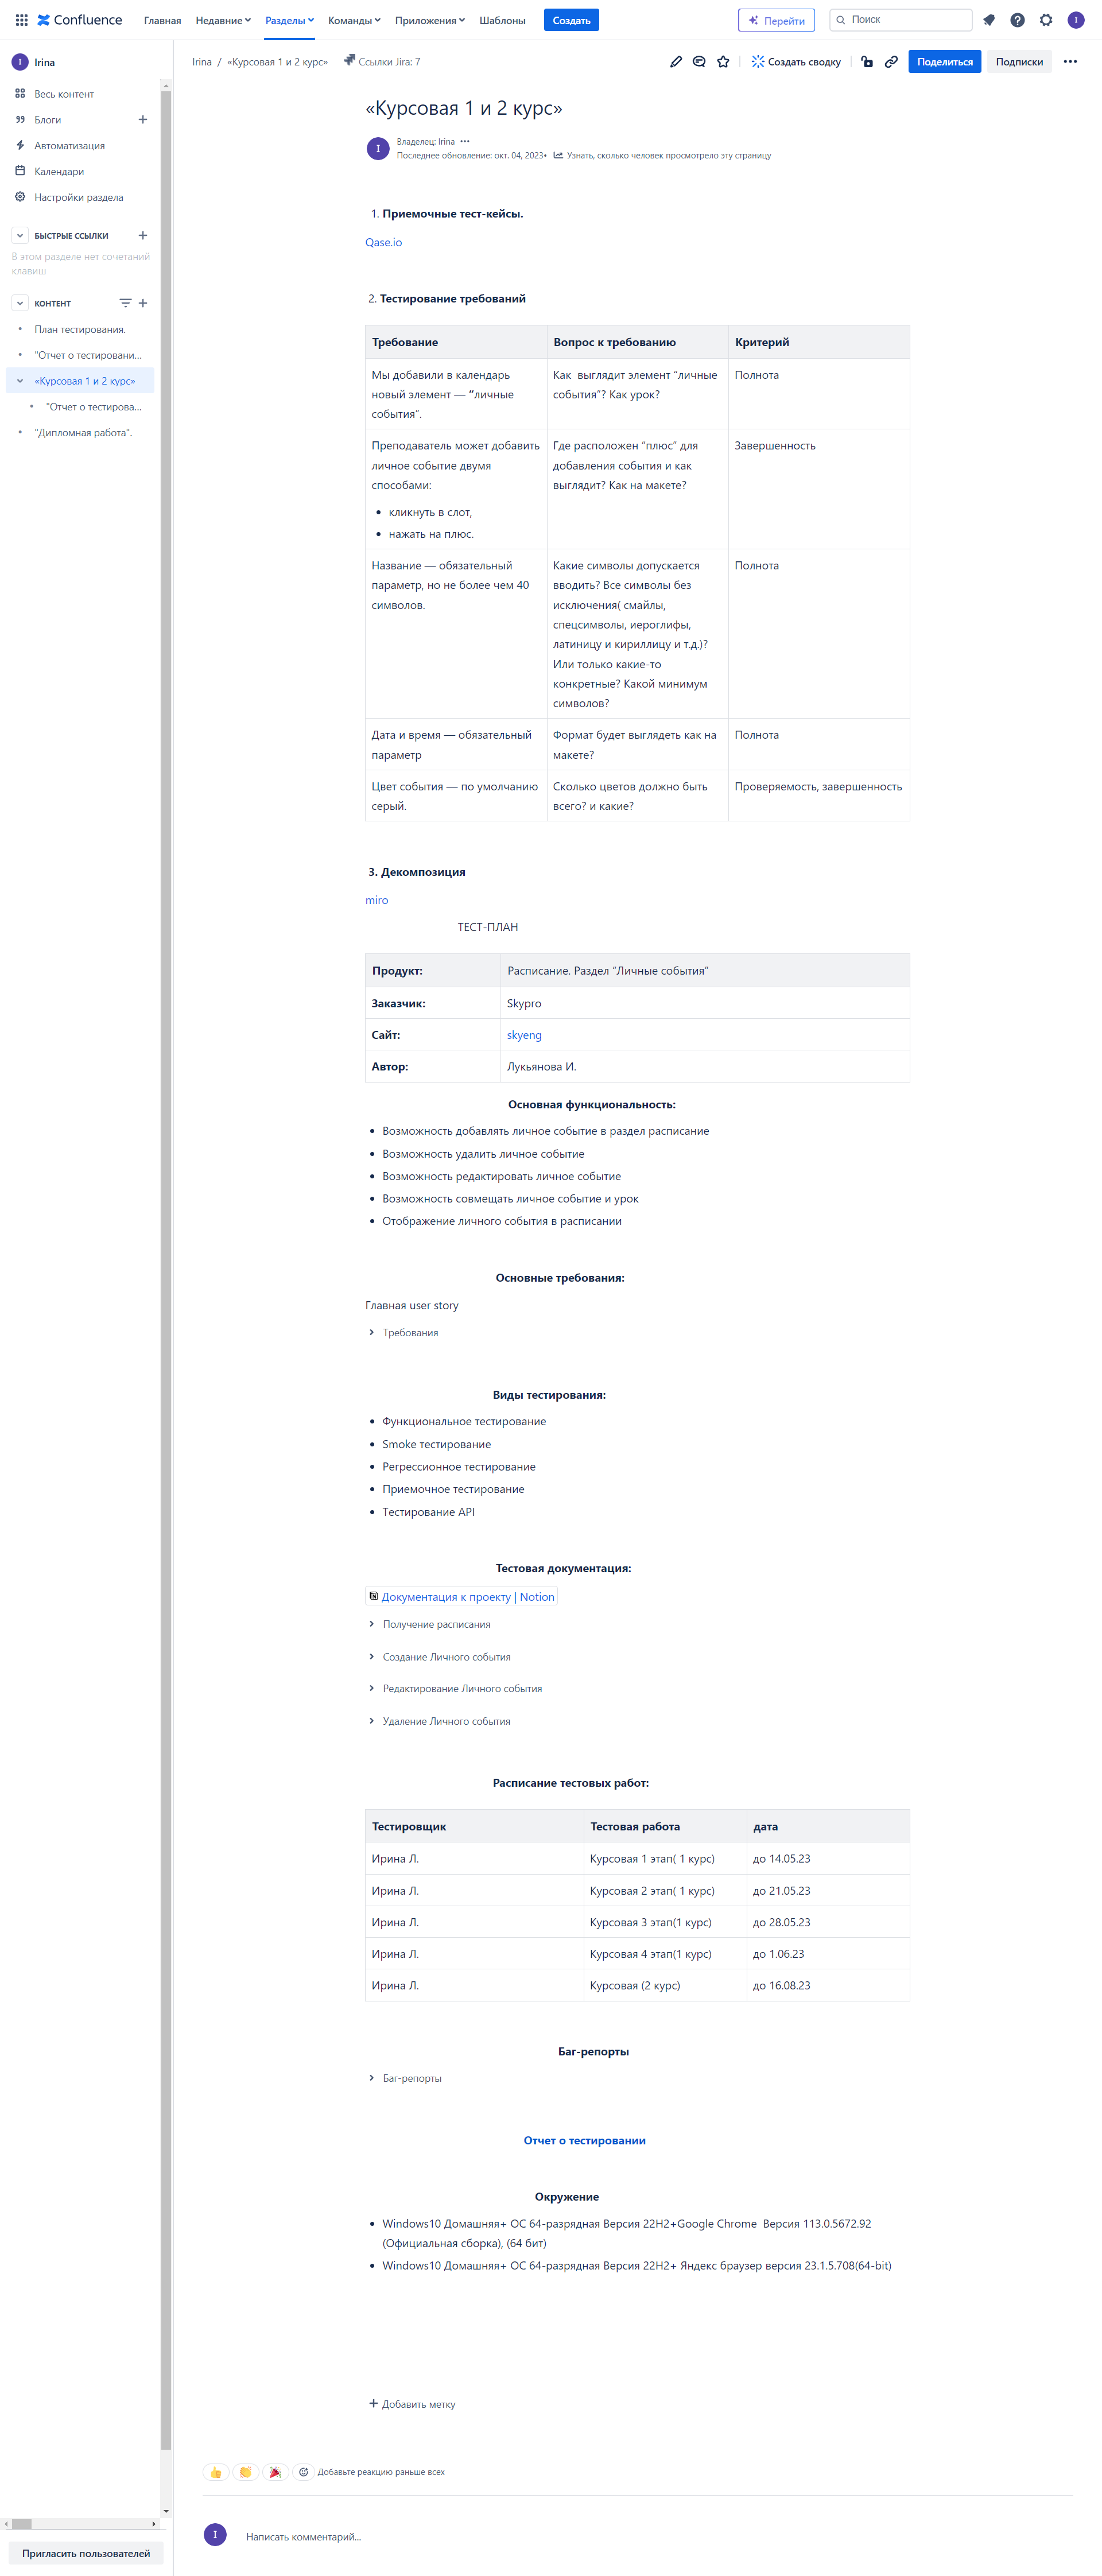 Confluence
Главная
Недавние
Разделы
Команды
Приложения
Шаблоны
Создать
Перейти
Поиск
I
I
Irina
Весь контент
Блоги
Автоматизация
Календари
Настройки раздела
БЫСТРЫЕ ССЫЛКИ
В этом разделе нет сочетаний
клавиш
КОНТЕНТ
План тестирования.
"Отчет о тестировани...
«Курсовая 1 и 2 курс»
"Отчет о тестирова...
"Дипломная работа".
Пригласить пользователей
Irina / «Курсовая 1 и 2 курс»
Ссылки Jira: 7
Создать сводку
Поделиться
Подписки
«Курсовая 1 и 2 курс»
I
Владелец: Irina
Последнее обновление: окт. 04, 2023• Узнать, сколько человек просмотрело эту страницу
1. Приемочные тест-кейсы.
Qase.io
2. Тестирование требований
Требование
Вопрос к требованию
Критерий
Мы добавили в календарь
новый элемент — “личные
события”.
Как выглядит элемент “личные
события”? Как урок?
Полнота
Преподаватель может добавить
личное событие двумя
способами:
• кликнуть в слот,
• нажать на плюс.
Где расположен “плюс” для
добавления события и как
выглядит? Как на макете?
Завершенность
Название — обязательный
параметр, но не более чем 40
символов.
Какие символы допускается
вводить? Все символы без
исключения( смайлы,
спецсимволы, иероглифы,
латиницу и кириллицу и т.д.)?
Или только какие-то
конкретные? Какой минимум
символов?
Полнота
Дата и время — обязательный
параметр
Формат будет выглядеть как на
макете?
Полнота
Цвет события — по умолчанию
серый.
Сколько цветов должно быть
всего? и какие?
Проверяемость, завершенность
3. Декомпозиция
miro
ТЕСТ-ПЛАН
Продукт:
Расписание. Раздел “Личные события”
Заказчик:
Skypro
Сайт:
skyeng
Автор:
Лукьянова И.
Основная функциональность:
• Возможность добавлять личное событие в раздел расписание
• Возможность удалить личное событие
• Возможность редактировать личное событие
• Возможность совмещать личное событие и урок
• Отображение личного события в расписании
Основные требования:
Главная user story
Требования
Виды тестирования:
• Функциональное тестирование
• Smoke тестирование
• Регрессионное тестирование
• Приемочное тестирование
• Тестирование API
Тестовая документация:
Документация к проекту | Notion
Получение расписания
Создание Личного события
Редактирование Личного события
Удаление Личного события
Расписание тестовых работ:
Тестировщик
Тестовая работа
дата
Ирина Л.
Курсовая 1 этап( 1 курс)
до 14.05.23
Ирина Л.
Курсовая 2 этап( 1 курс)
до 21.05.23
Ирина Л.
Курсовая 3 этап(1 курс)
до 28.05.23
Ирина Л.
Курсовая 4 этап(1 курс)
до 1.06.23
Ирина Л.
Курсовая (2 курс)
до 16.08.23
Баг-репорты
Баг-репорты
Отчет о тестировании
Окружение
• Windows10 Домашняя+ ОС 64-разрядная Версия 22H2+Google Chrome Версия 113.0.5672.92
(Официальная сборка), (64 бит)
• Windows10 Домашняя+ ОС 64-разрядная Версия 22H2+ Яндекс браузер версия 23.1.5.708(64-bit)
Добавить метку
Добавьте реакцию раньше всех
I
Написать комментарий...